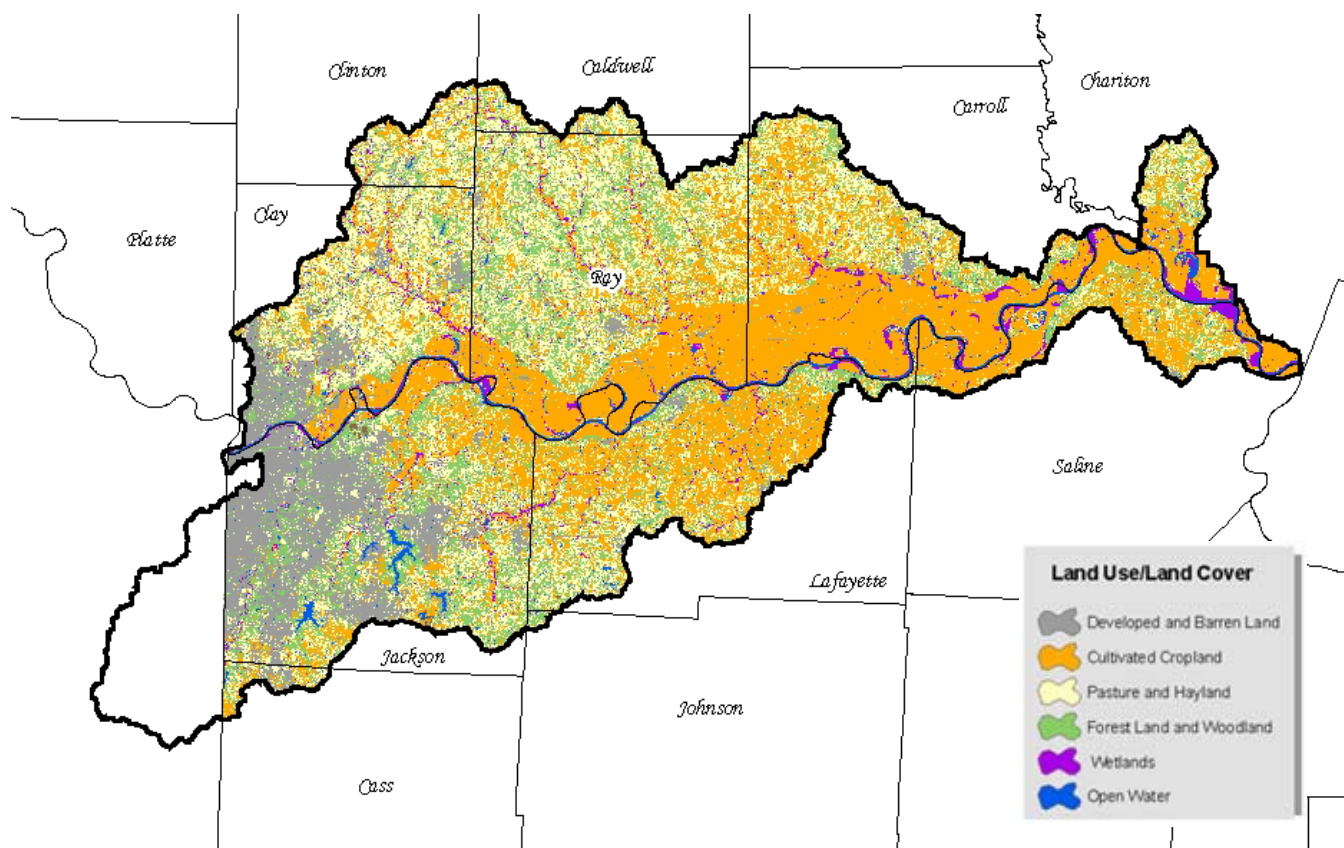 Clinton
Caldwell
Chariton
Carroll
Clay
Platte
Ray
Saline
Lafayette
Jackson
Johnson
Cass
Land Use/Land Cover
Developed and Barren Land
Cultivated Cropland
Pasture and Hayland
Forest Land and Woodland
Wetlands
Open Water